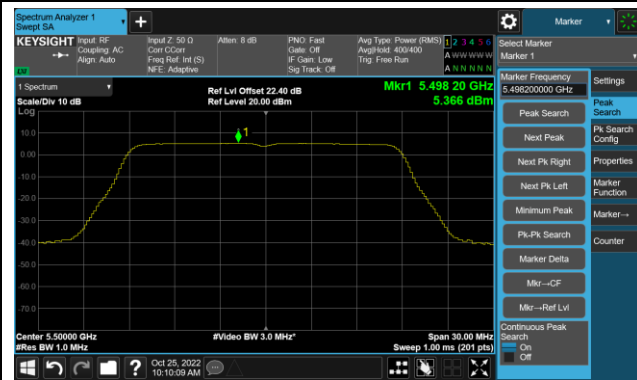 Spectrum Analyzer 1
Swept SA
Marker
KEYSIGHT
Input: RF
Coupling: AC
Align: Auto
Input Z: 50 Ω
Corr CCorr
Freq Ref: Int (S)
NFE: Adaptive
Atten: 8 dB
PNO: Fast
Gate: Off
IF Gain: Low
Sig Track: Off
Avg Type: Power (RMS)
Avg|Hold: 400/400
Trig: Free Run
1 2 3 4 5 6
A W W W W W
A N N N N N
LXI
Select Marker
Marker 1
1 Spectrum
Scale/Div 10 dB
Log
Ref Lvl Offset 22.40 dB
Ref Level 20.00 dBm
Mkr1 5.498 20 GHz
5.366 dBm
1
10.0
0.00
-10.0
-20.0
-30.0
-40.0
-50.0
-60.0
-70.0
Center 5.50000 GHz
#Res BW 1.0 MHz
#Video BW 3.0 MHz*
Span 30.00 MHz
Sweep 1.00 ms (201 pts)
Marker Frequency
5.498200000 GHz
Peak Search
Next Peak
Next Pk Right
Next Pk Left
Minimum Peak
Pk-Pk Search
Marker Delta
Mkr→CF
Mkr→Ref Lvl
Continuous Peak
Search
On
Off
Settings
Peak
Search
Pk Search
Config
Properties
Marker
Function
Marker→
Counter
?
Oct 25, 2022
10:10:09 AM